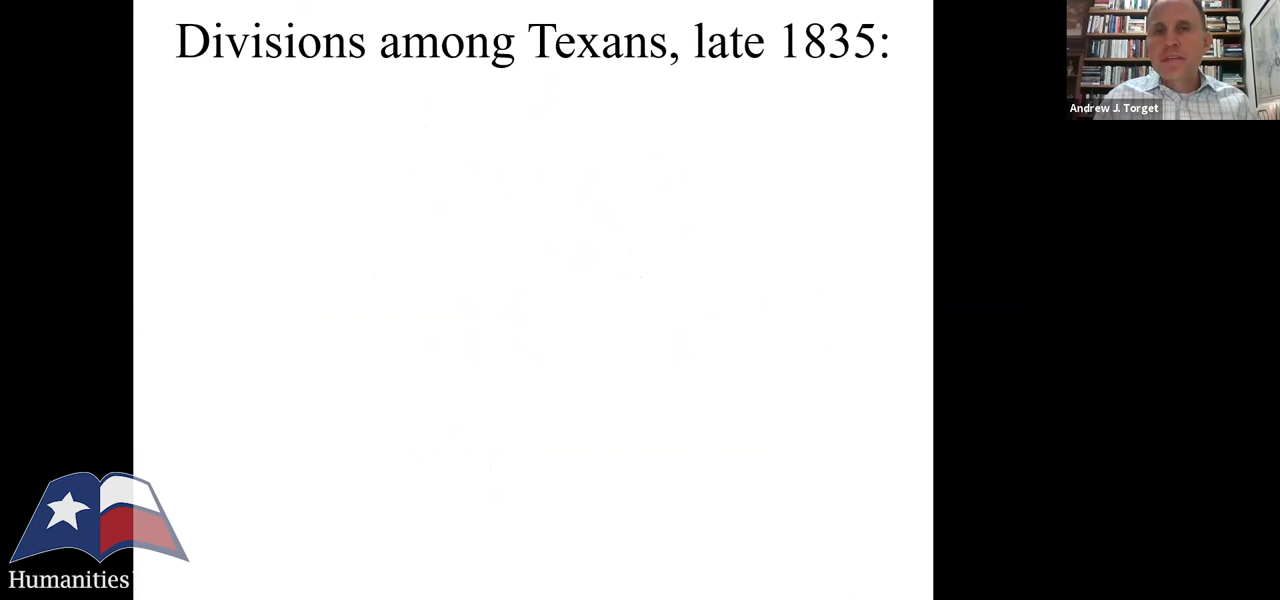 Divisions among Texans, late 1835:
Andrew J. Torget
Humanities